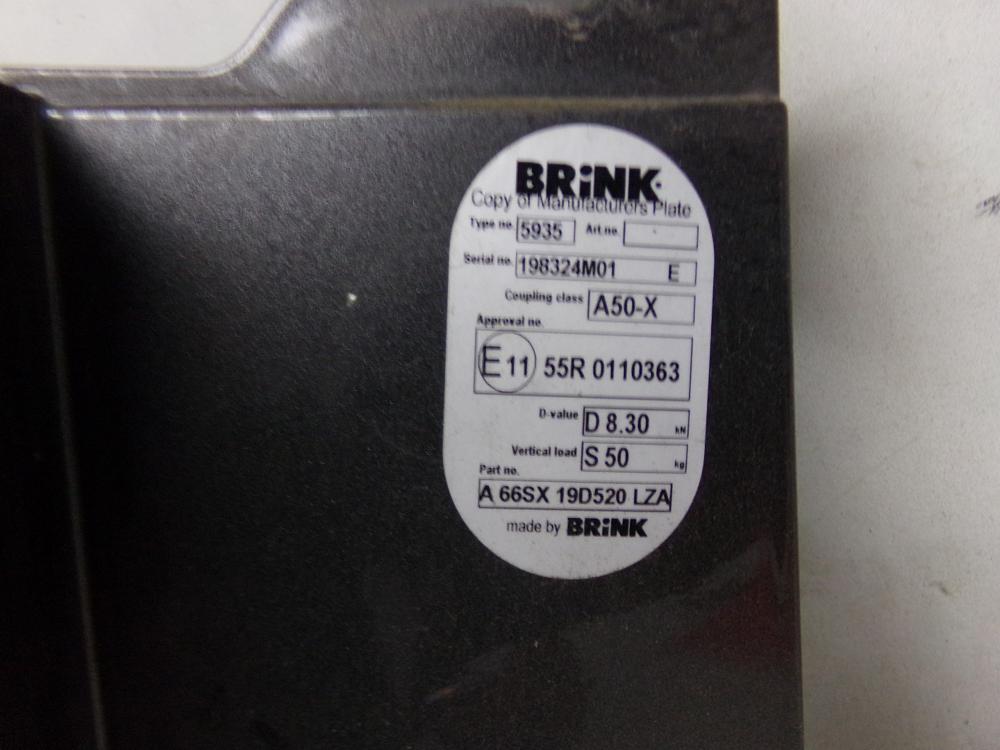 BRiNK
Copy of Manufacturers Plate
Type no. 5935 Art.no.
Serial no. 198324M01 E
Coupling class A50-X
Approval no.
E 11 55R 0110363
D-value D 8.30 kN
Vertical load S 50 kg
Part no.
A 66SX 19D520 LZA
made by BRiNK